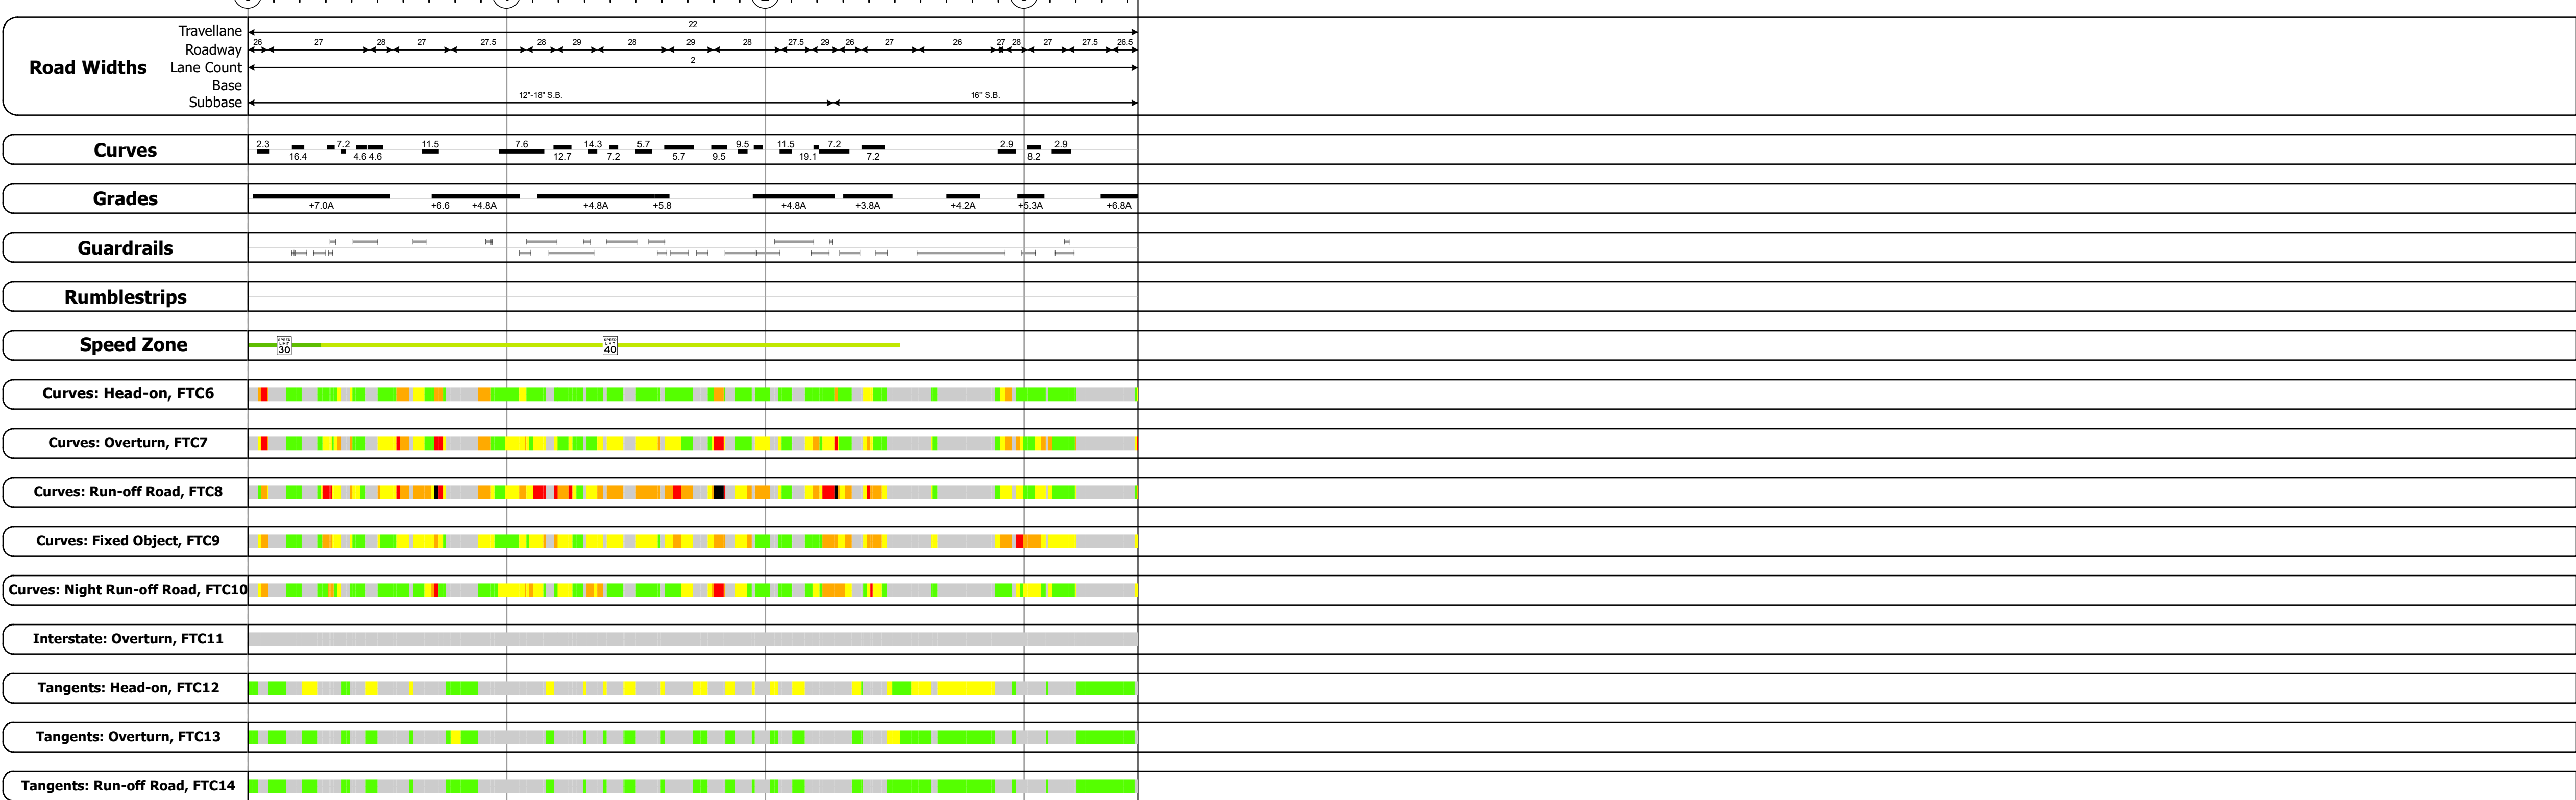 Road Widths
Travellane 22
Roadway 26 27 28 27 27.5 28 29 28 29 28 27.5 29 26 27 26 27 28 27 27.5 26.5
Lane Count 2
Base
Subbase 12"-18" S.B. 16" S.B.
Curves
2.3 7.2 11.5 7.6 14.3 5.7 9.5 11.5 7.2 2.9 2.9
16.4 4.6 4.6 12.7 7.2 5.7 9.5 19.1 7.2 8.2
Grades
+7.0A +6.6 +4.8A +4.8A +5.8 +4.8A +3.8A +4.2A +5.3A +6.8A
Guardrails
Rumblestrips
Speed Zone
SPEED SPEED
LIMIT LIMIT
30 40
Curves: Head-on, FTC6
Curves: Overturn, FTC7
Curves: Run-off Road, FTC8
Curves: Fixed Object, FTC9
Curves: Night Run-off Road, FTC10
Interstate: Overturn, FTC11
Tangents: Head-on, FTC12
Tangents: Overturn, FTC13
Tangents: Run-off Road, FTC14